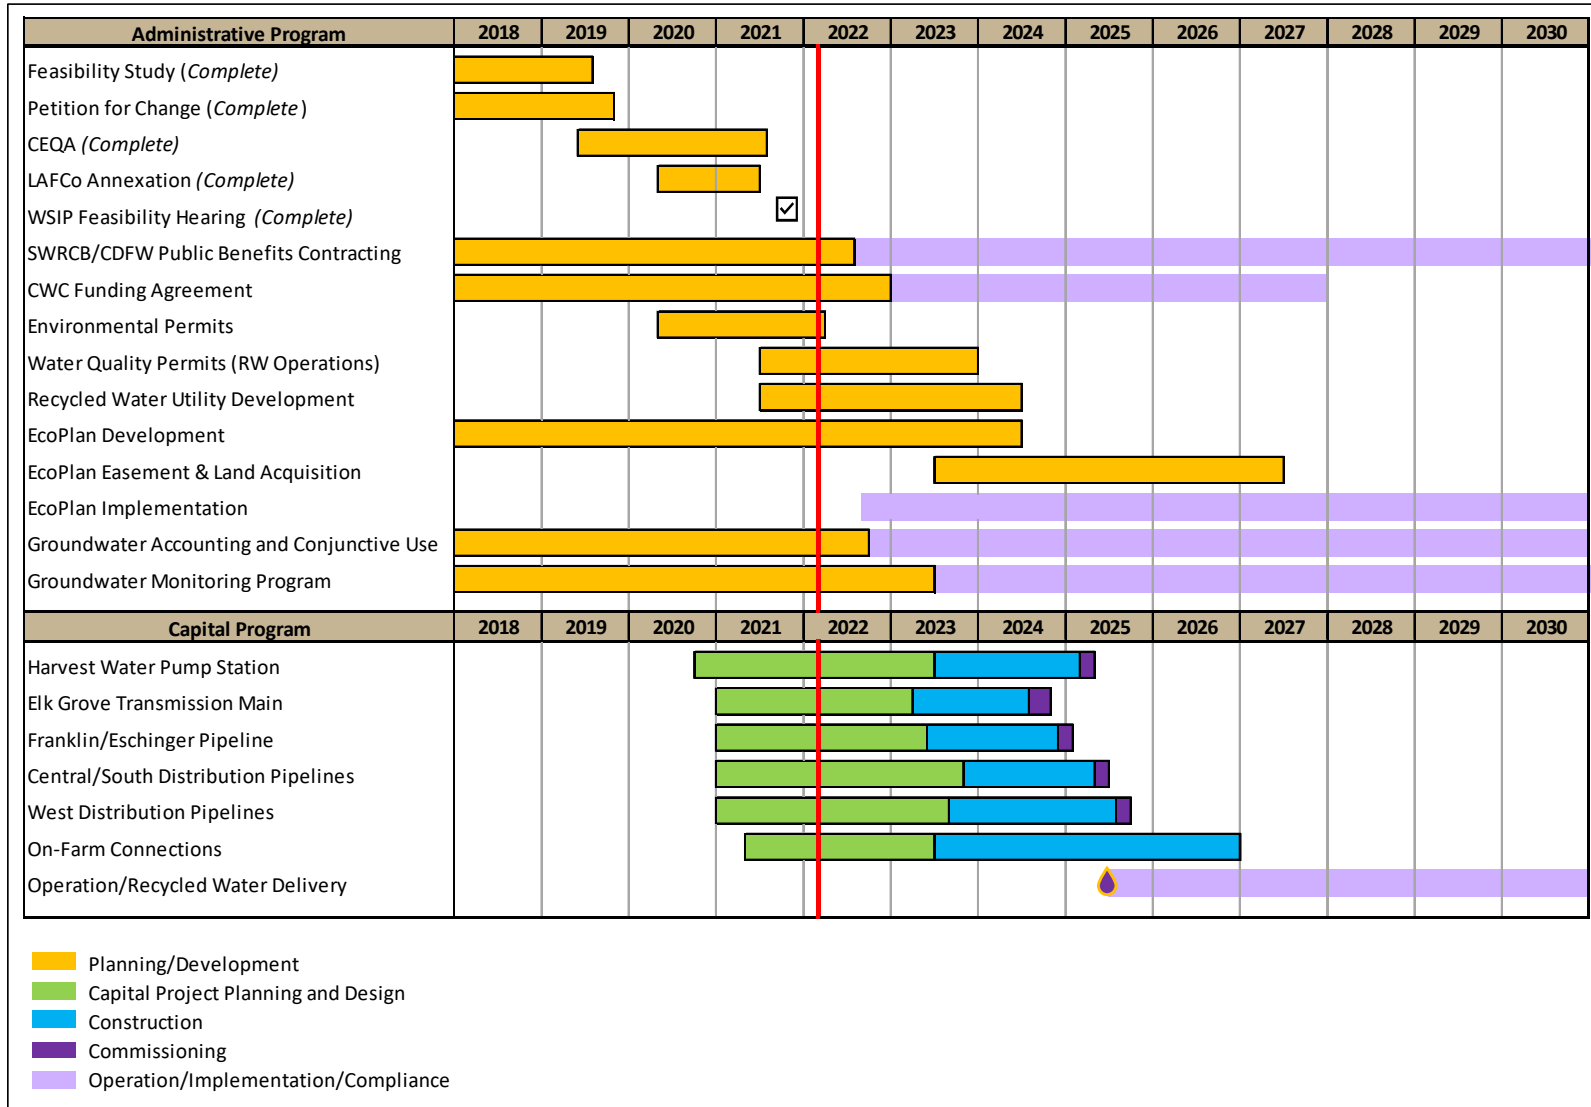 Administrative Program 2018 2019 2020 2021 2022 2023 2024 2025 2026 2027 2028 2029 2030
Feasibility Study (Complete)
Petition for Change (Complete )
CEQA (Complete)
LAFCo Annexation (Complete)
WSIP Feasibility Hearing (Complete)
SWRCB/CDFW Public Benefits Contracting
CWC Funding Agreement
Environmental Permits
Water Quality Permits (RW Operations)
Recycled Water Utility Development
EcoPlan Development
EcoPlan Easement & Land Acquisition
EcoPlan Implementation
Groundwater Accounting and Conjunctive Use
Groundwater Monitoring Program
Capital Program 2018 2019 2020 2021 2022 2023 2024 2025 2026 2027 2028 2029 2030
Harvest Water Pump Station
Elk Grove Transmission Main
Franklin/Eschinger Pipeline
Central/South Distribution Pipelines
West Distribution Pipelines
On-Farm Connections
Operation/Recycled Water Delivery
Planning/Development
Capital Project Planning and Design
Construction
Commissioning
Operation/Implementation/Compliance